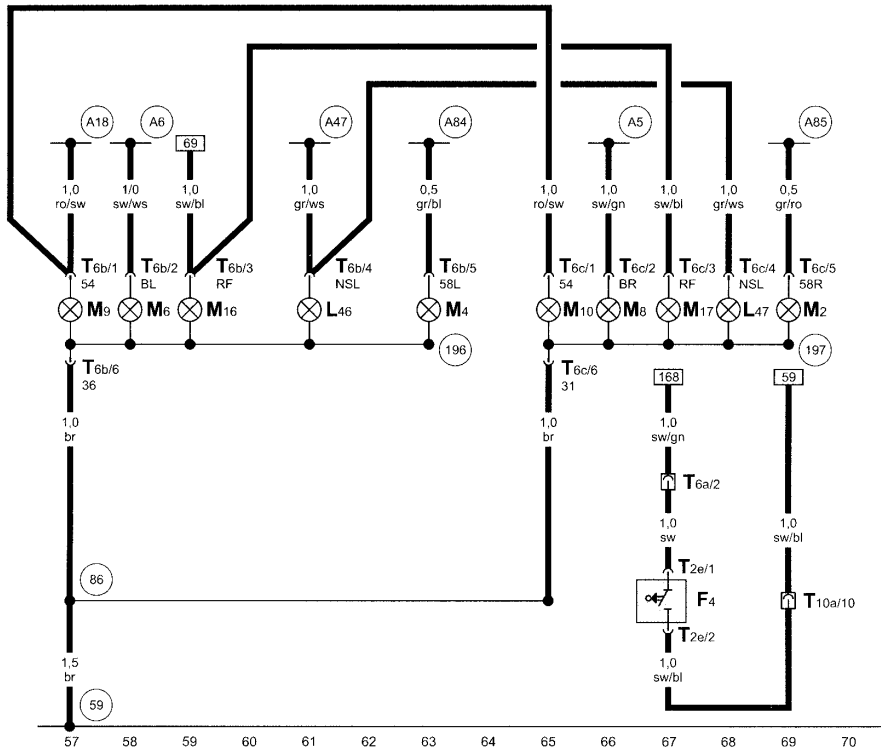 A18 A6 69 A47 A84 A5 A85
1,0 1/0 1,0 1,0 0,5 1,0 1,0 1,0 1,0 0,5
ro/sw sw/ws sw/bl gr/ws gr/bl ro/sw sw/gn sw/bl gr/ws gr/ro
T6b/1 T6b/2 T6b/3 T6b/4 T6b/5 T6c/1 T6c/2 T6c/3 T6c/4 T6c/5
54 BL RF NSL 58L 54 BR RF NSL 58R
M9 M6 M16 L46 M4 M10 M8 M17 L47 M2
196 197
T6b/6 T6c/6
36 31 168 59
1,0 1,0 1,0
br br sw/gn
T6a/2
1,0 1,0
sw sw/bl
T2e/1
86 F4 T10a/10
T2e/2
1,5 1,0
br sw/bl
59
57 58 59 60 61 62 63 64 65 66 67 68 69 70